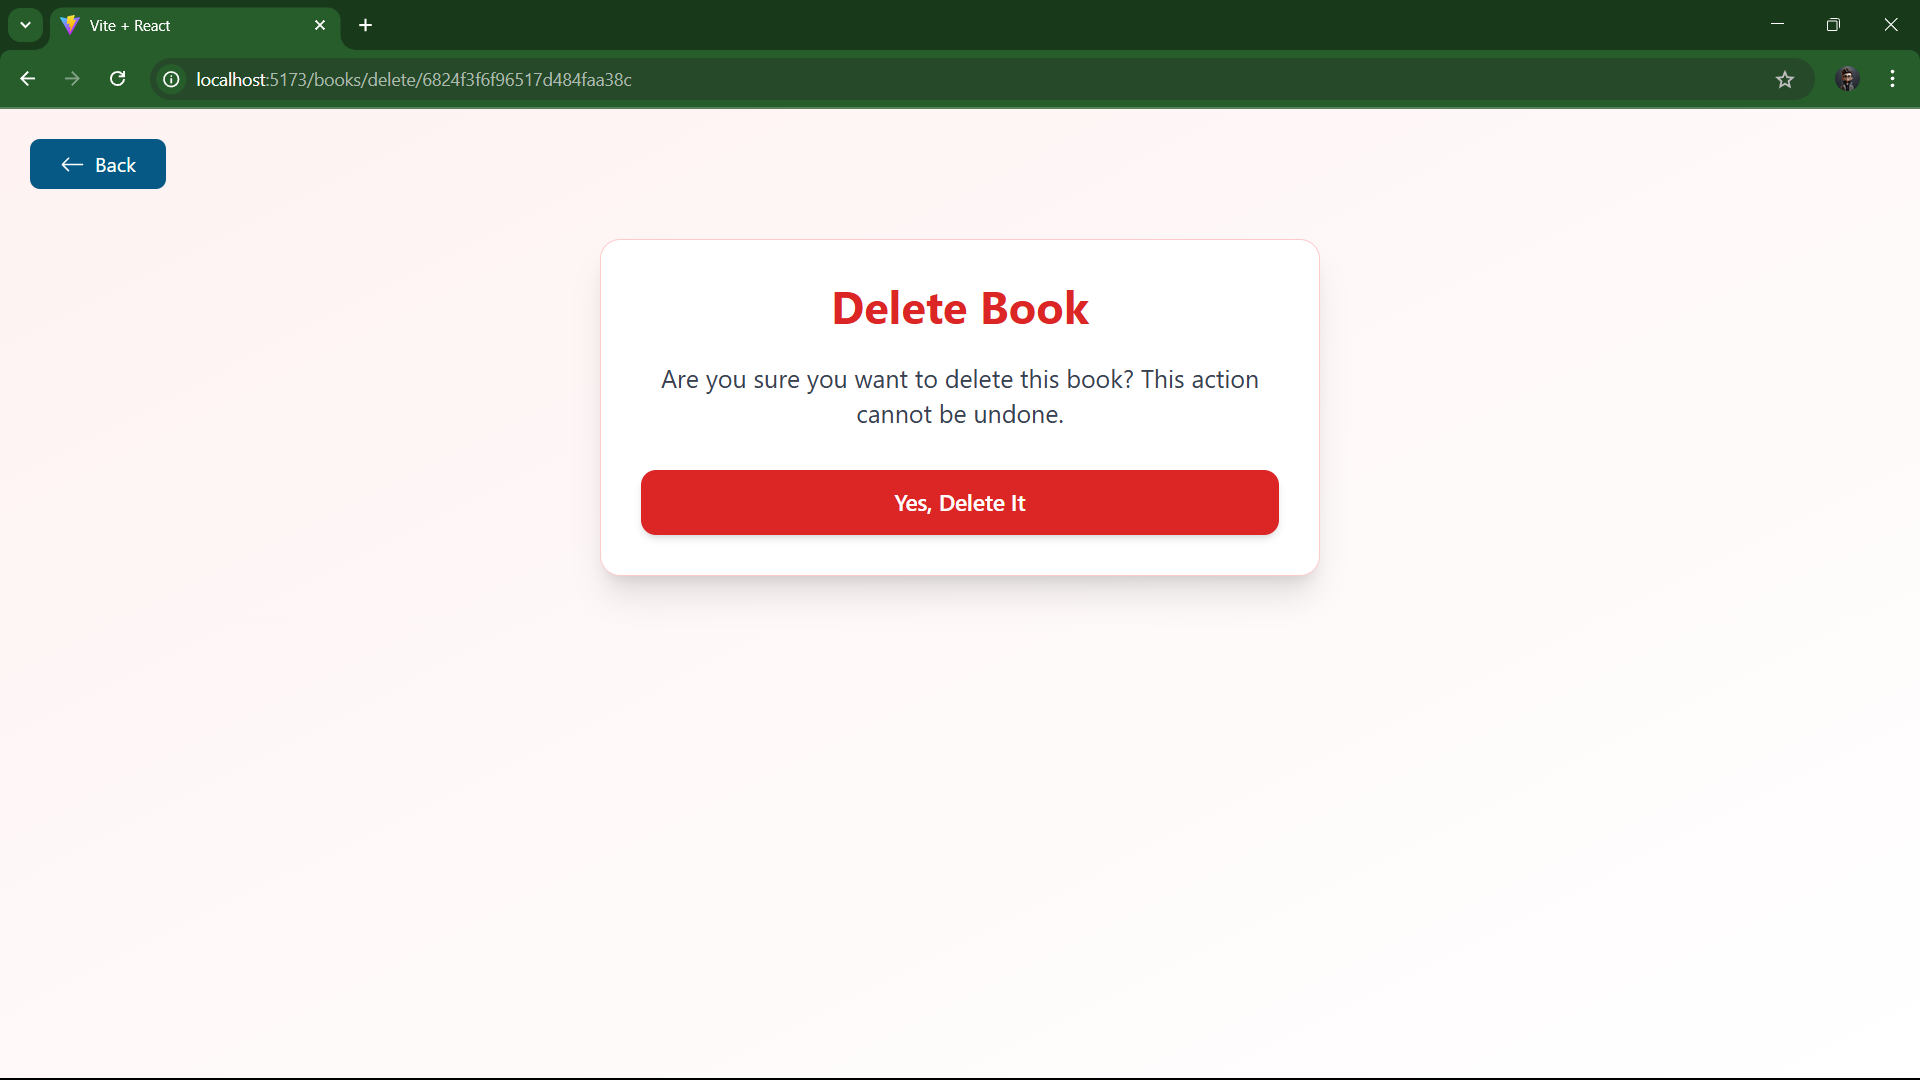 Vite + React
localhost:5173/books/delete/6824f3f6f96517d484faa38c
Back
Delete Book
Are you sure you want to delete this book? This action
cannot be undone.
Yes, Delete It